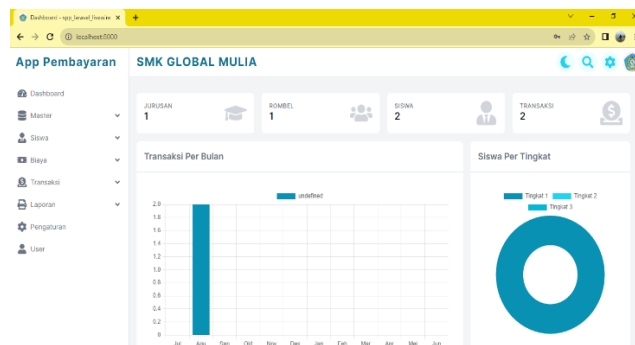 Dashboard - spp_laravel_livewire
localhost:8000
App Pembayaran
SMK GLOBAL MULIA
Dashboard
Master
Siswa
Biaya
Transaksi
Laporan
Pengaturan
User
JURUSAN
1
ROMBEL
1
SISWA
2
TRANSAKSI
2
Transaksi Per Bulan
undefined
2.0
1.8
1.6
1.4
1.2
1.0
0.8
0.6
0.4
0.2
0
Jul Agu Sep Okt Nov Des Jan Feb Mar Apr Mei Jun
Siswa Per Tingkat
Tingkat 1 Tingkat 2
Tingkat 3